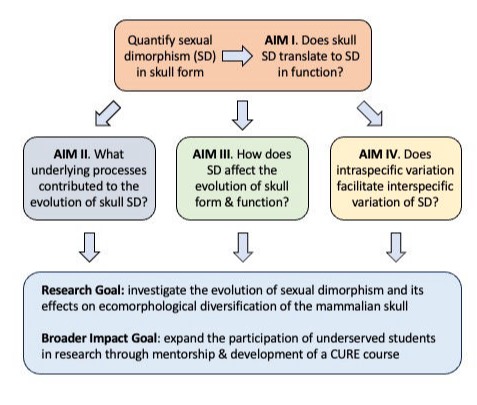 Quantify sexual
dimorphism (SD)
in skull form
AIM I. Does skull
SD translate to SD
in function?
AIM II. What
underlying processes
contributed to the
evolution of skull SD?
AIM III. How does
SD affect the
evolution of skull
form & function?
AIM IV. Does
intraspecific variation
facilitate interspecific
variation of SD?
Research Goal: investigate the evolution of sexual dimorphism and its
effects on ecomorphological diversification of the mammalian skull
Broader Impact Goal: expand the participation of underserved students
in research through mentorship & development of a CURE course